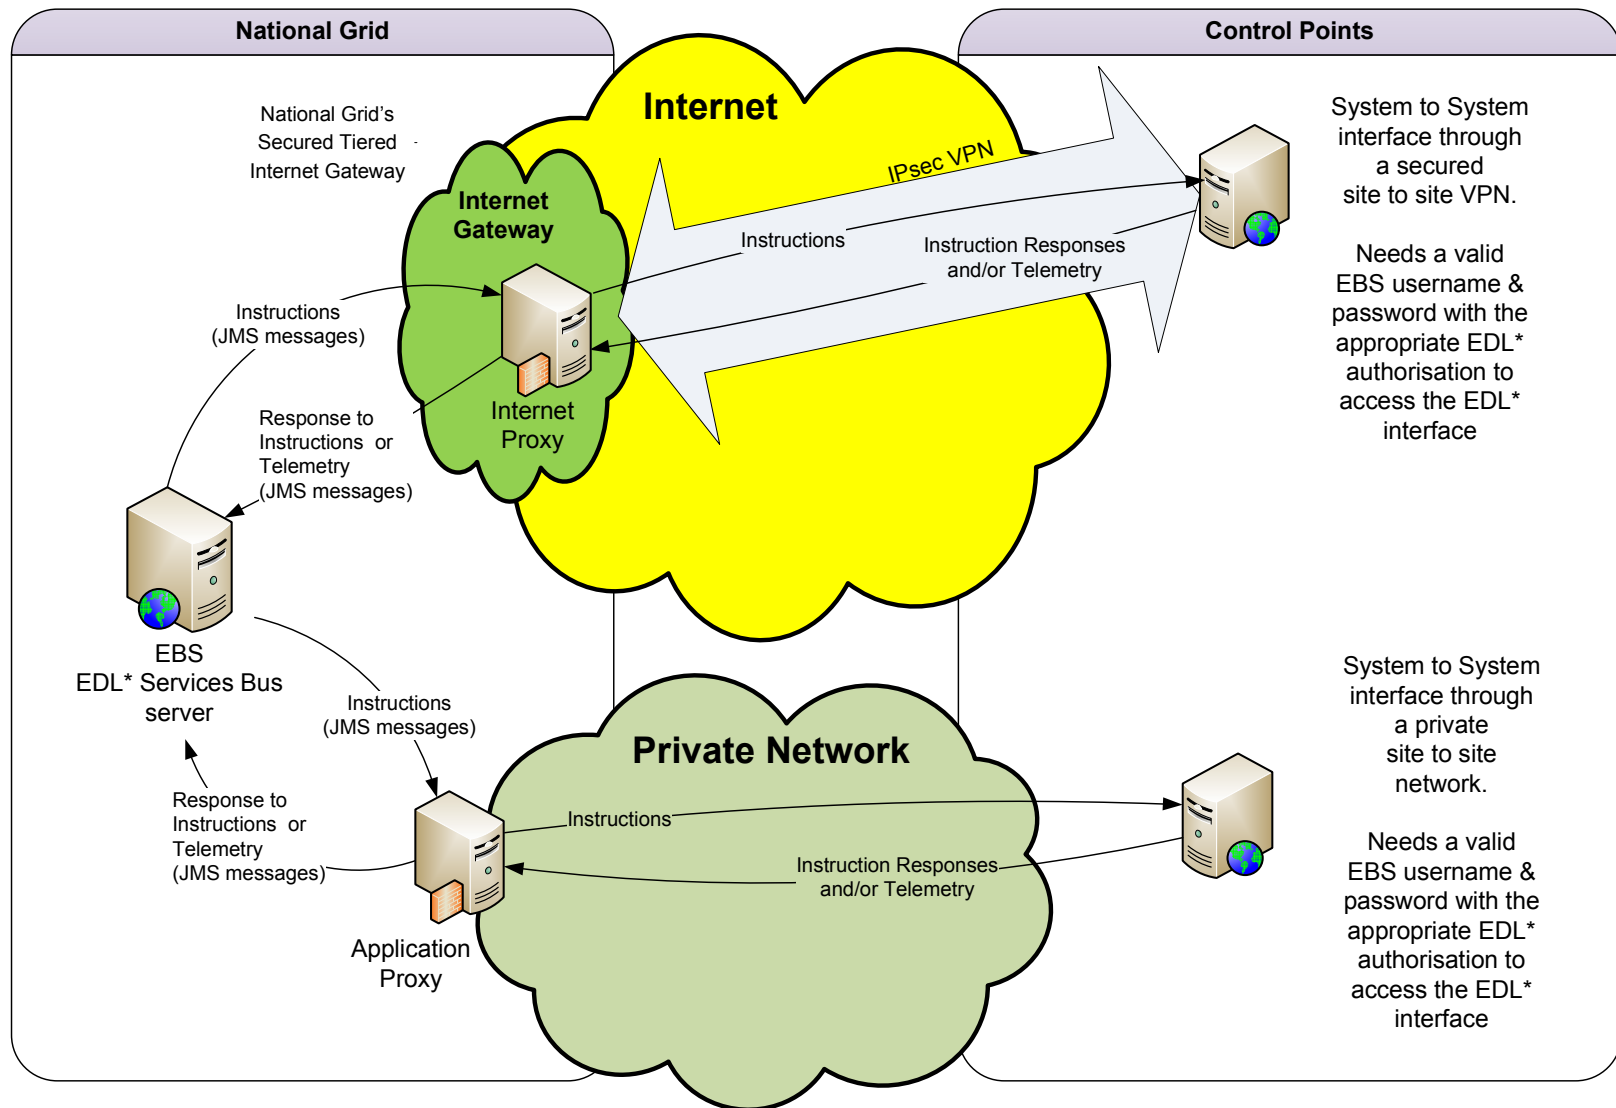 National Grid
Control Points
National Grid's
Secured Tiered -
Internet Gateway
Internet
IPsec VPN
System to System
interface through
a secured
site to site VPN.
Needs a valid
EBS username &
password with the
appropriate EDL*
authorisation to
access the EDL*
interface
Internet
Gateway
Instructions
Instruction Responses
and/or Telemetry
Instructions
(JMS messages)
Internet
Proxy
Response to
Instructions or
Telemetry
(JMS messages)
EBS
EDL* Services Bus
server
Instructions
(JMS messages)
Private Network
System to System
interface through
a private
site to site
network.
Needs a valid
EBS username &
password with the
appropriate EDL*
authorisation to
access the EDL*
interface
Response to
Instructions or
Telemetry
(JMS messages)
Instructions
Instruction Responses
and/or Telemetry
Application
Proxy